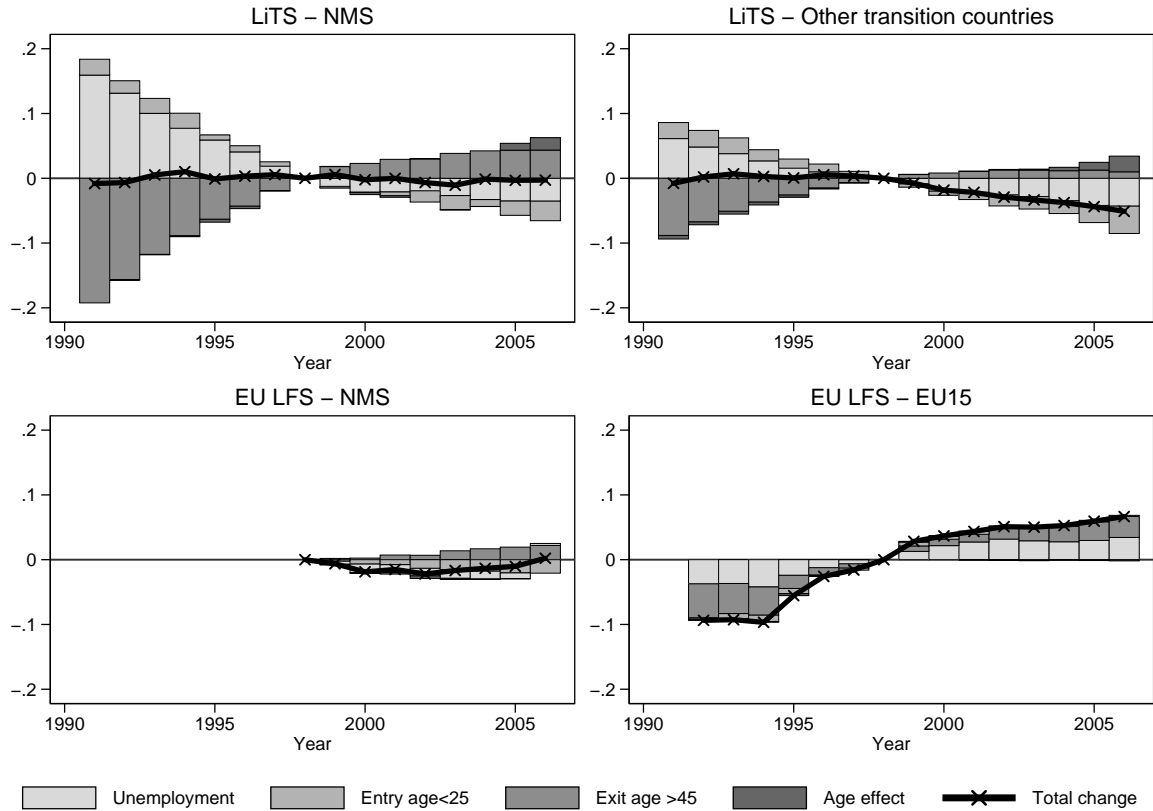 LiTS – NMS
.2
.1
0
–.1
–.2
1990 1995 2000 2005
Year
LiTS – Other transition countries
.2
.1
0
–.1
–.2
1990 1995 2000 2005
Year
EU LFS – NMS
.2
.1
0
–.1
–.2
1990 1995 2000 2005
Year
EU LFS – EU15
.2
.1
0
–.1
–.2
1990 1995 2000 2005
Year
Unemployment Entry age<25 Exit age >45 Age effect Total change